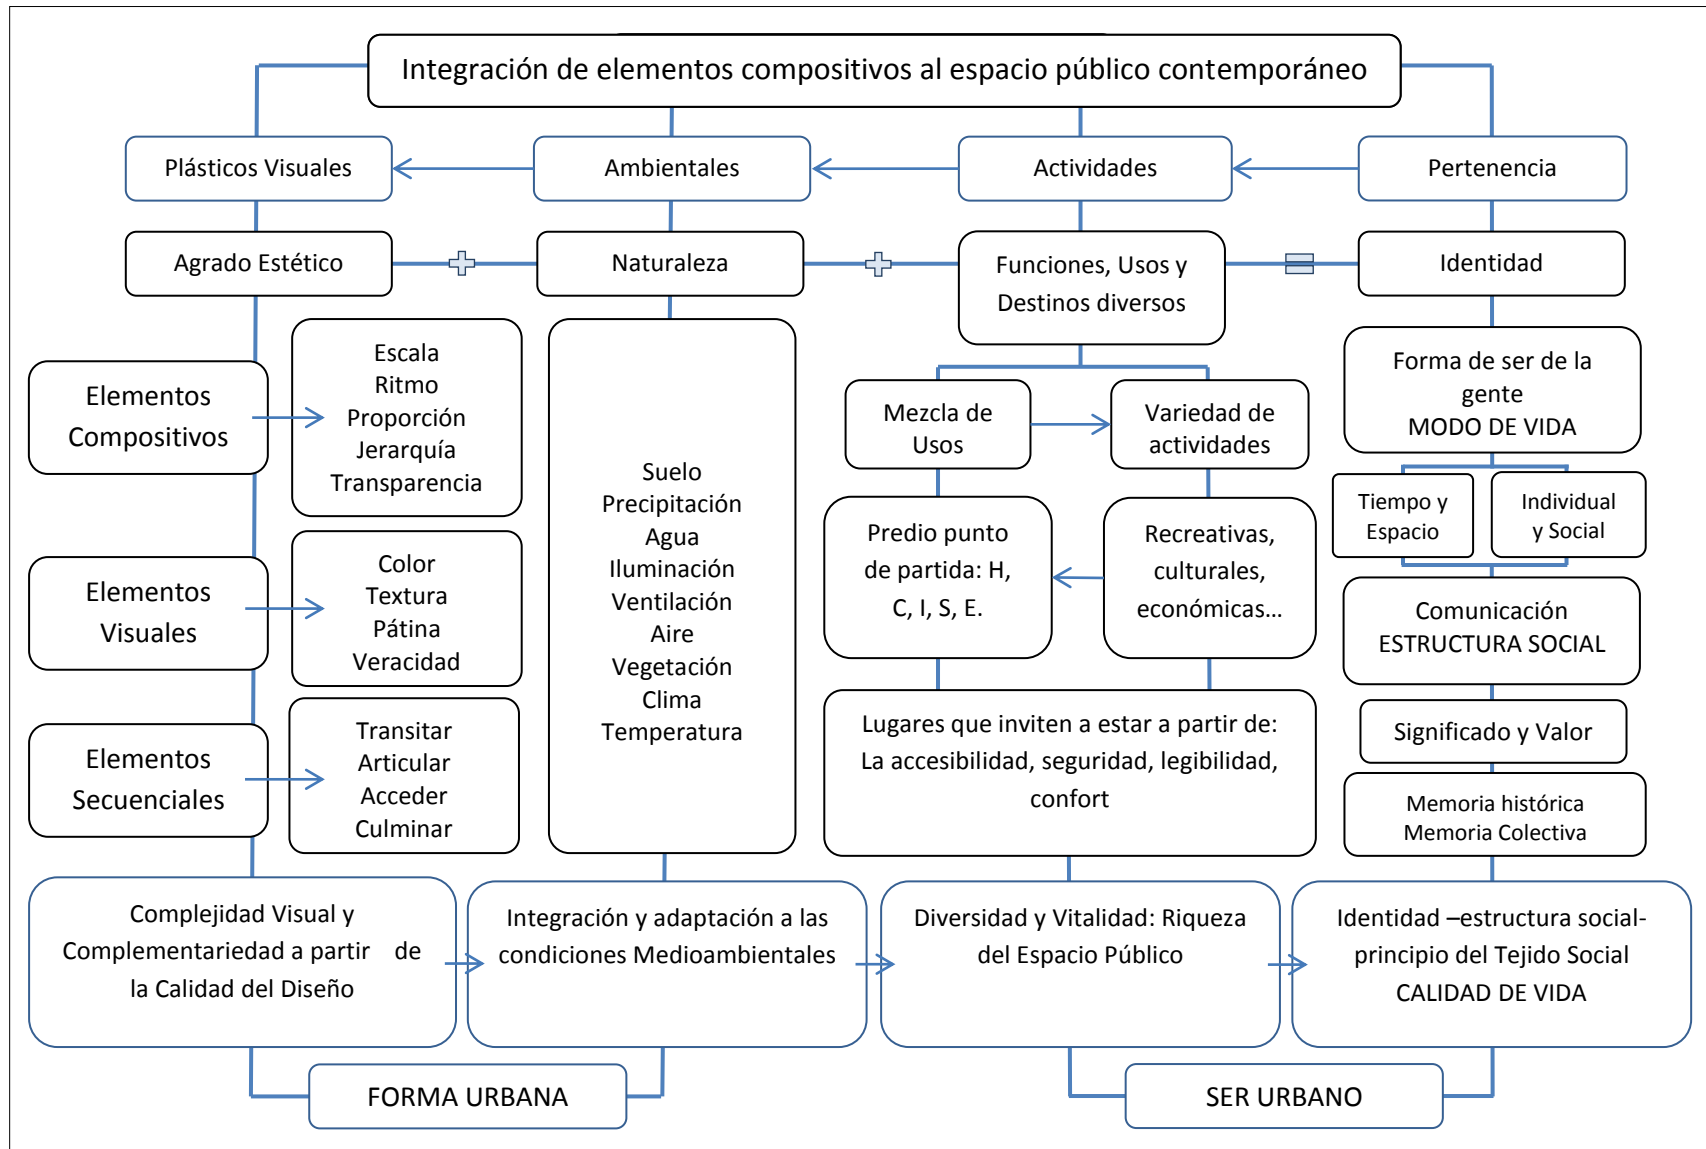 Integración de elementos compositivos al espacio público contemporáneo
Plásticos Visuales
Ambientales
Actividades
Pertenencia
Agrado Estético
Naturaleza
Funciones, Usos y
Destinos diversos
Identidad
Elementos
Compositivos
Escala
Ritmo
Proporción
Jerarquía
Transparencia
Elementos
Visuales
Color
Textura
Pátina
Veracidad
Elementos
Secuenciales
Transitar
Articular
Acceder
Culminar
Suelo
Precipitación
Agua
Iluminación
Ventilación
Aire
Vegetación
Clima
Temperatura
Mezcla de
Usos
Variedad de
actividades
Predio punto
de partida: H,
C, I, S, E.
Recreativas,
culturales,
económicas...
Lugares que inviten a estar a partir de:
La accesibilidad, seguridad, legibilidad,
confort
Forma de ser de la
gente
MODO DE VIDA
Tiempo y
Espacio
Individual
y Social
Comunicación
ESTRUCTURA SOCIAL
Significado y Valor
Memoria histórica
Memoria Colectiva
Complejidad Visual y
Complementariedad a partir de
la Calidad del Diseño
Integración y adaptación a las
condiciones Medioambientales
Diversidad y Vitalidad: Riqueza
del Espacio Público
Identidad –estructura social-
principio del Tejido Social
CALIDAD DE VIDA
FORMA URBANA
SER URBANO